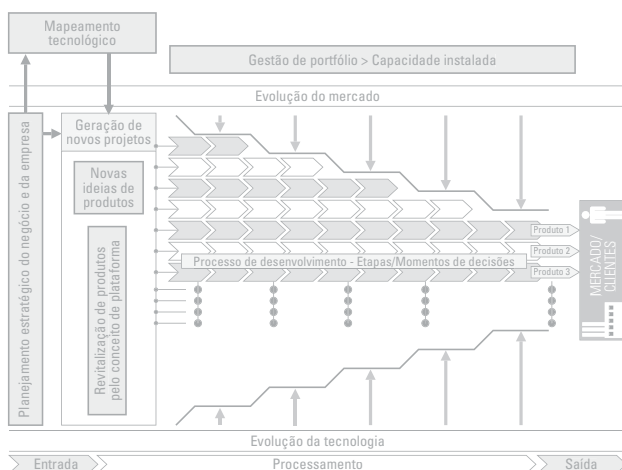 Mapeamento
tecnológico
Gestão de portfólio > Capacidade instalada
Evolução do mercado
Planejamento estratégico do negócio e da empresa
Geração de
novos projetos
Novas
ideias de
produtos
Revitalização de produtos
pelo conceito de plataforma
Produto 1
Produto 2
Processo de desenvolvimento - Etapas/Momentos de decisões
Produto 3
MERCADO/
CLIENTES
Evolução da tecnologia
Entrada
Processamento
Saída